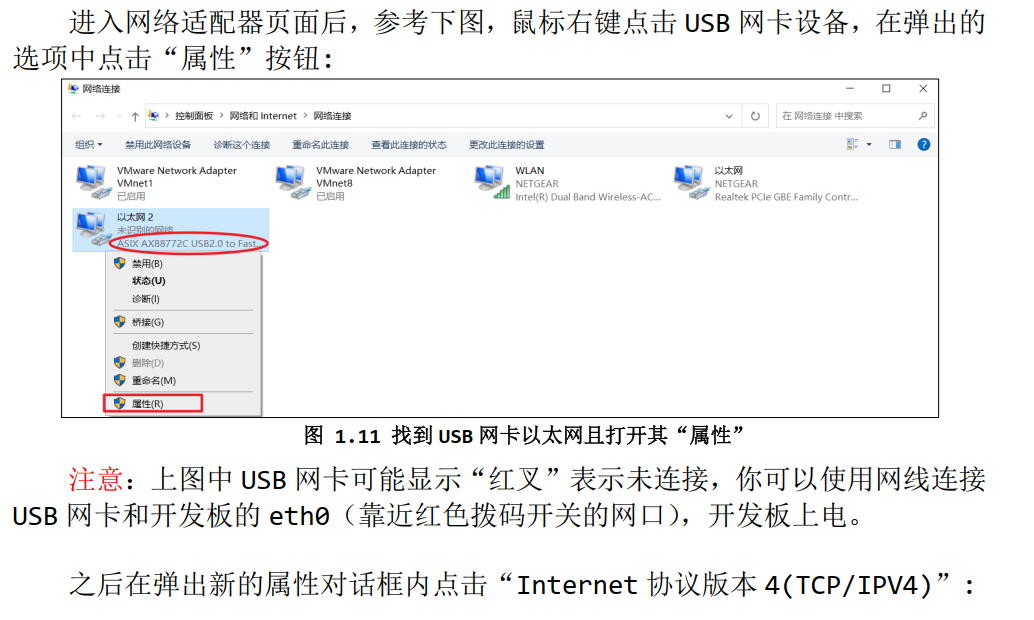 进入网络适配器页面后，参考下图，鼠标右键点击 USB 网卡设备，在弹出的
选项中点击“属性”按钮：
网络连接
控制面板 › 网络和 Internet › 网络连接
在 网络连接 中搜索
组织 禁用此网络设备 诊断这个连接 重命名此连接 查看此连接的状态 更改此连接的设置
VMware Network Adapter VMware Network Adapter WLAN 以太网
VMnet1 VMnet8 NETGEAR NETGEAR
已启用 已启用 Intel(R) Dual Band Wireless-AC... Realtek PCIe GBE Family Contr...
以太网 2
未识别的网络
ASIX AX88772C USB2.0 to Fast...
禁用(B)
状态(U)
诊断(I)
桥接(G)
创建快捷方式(S)
删除(D)
重命名(M)
属性(R)
图 1.11 找到 USB 网卡以太网且打开其“属性”
注意：上图中 USB 网卡可能显示“红叉”表示未连接，你可以使用网线连接
USB 网卡和开发板的 eth0（靠近红色拨码开关的网口），开发板上电。
之后在弹出新的属性对话框内点击“Internet 协议版本 4(TCP/IPV4)”：